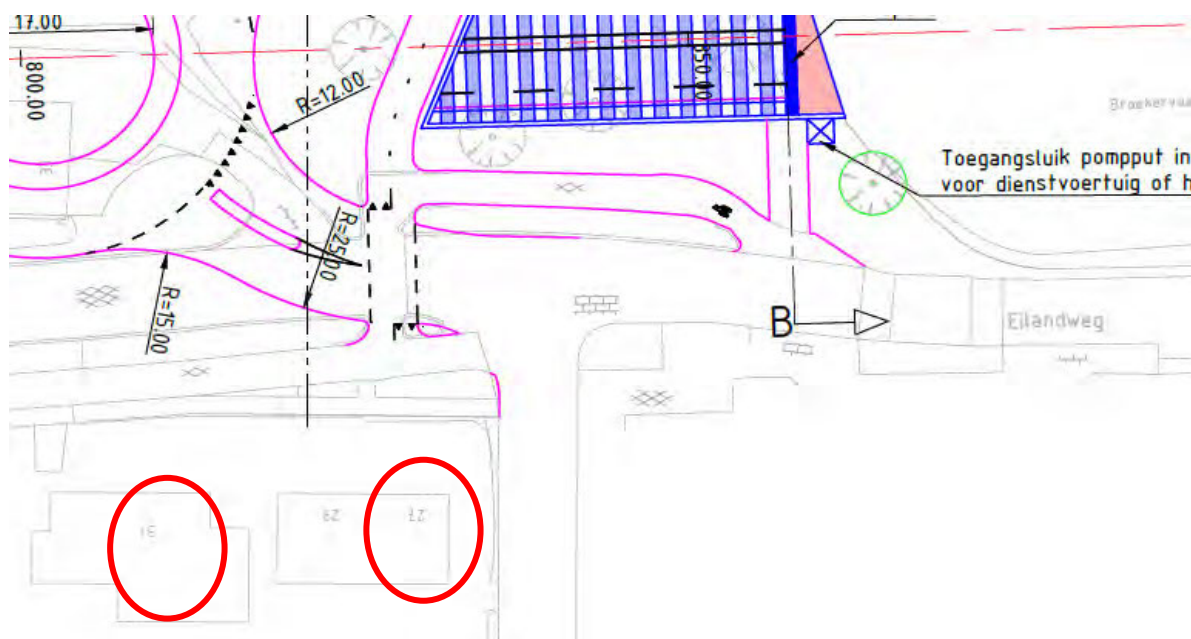 17.00
800.00
R=12.00
850.00
Broekervaa
Toegangsluik pompput in
voor dienstvoertuig of h
R=25.00
R=15.00
B
Eilandweg
31
29
27